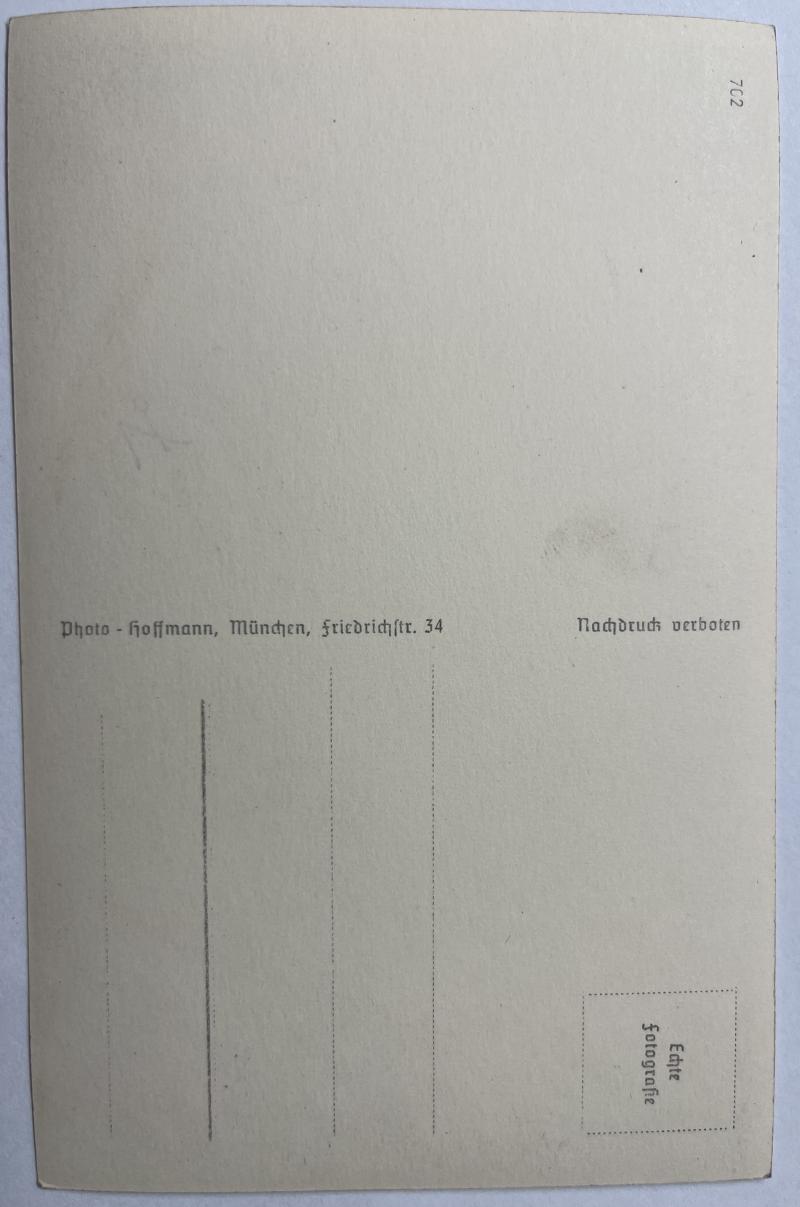 702
Photo - Hoffmann, München, Friedrichstr. 34
Nachdruck verboten
Echte
Fotografie